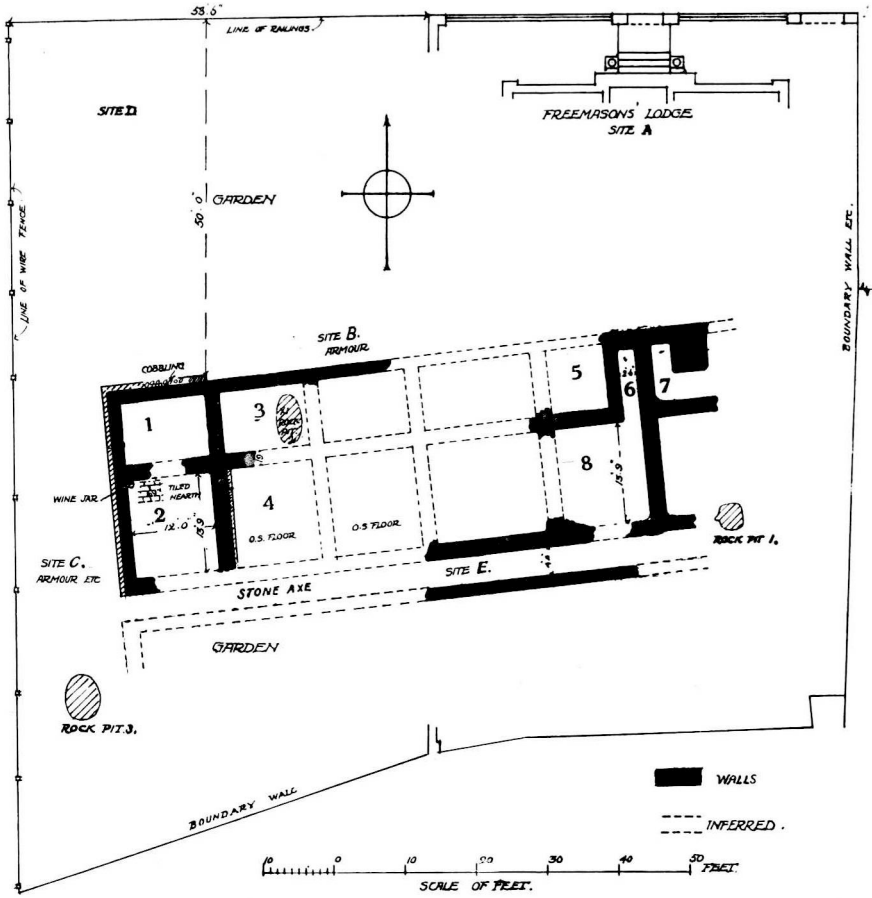 53.6"
LINE OF RAILINGS.
SITE D
FREEMASONS' LODGE
SITE A
GARDEN
50.0"
LINE OF WIRE FENCE.
BOUNDARY WALL ETC.
SITE B.
ARMOUR
COBBLING
1
3
ROCK
PIT
5
6
7
WINE JAR
TILED
HEARTH
2
12.0"
15.9"
4
O.S. FLOOR
O.S FLOOR
8
15.9"
ROCK PIT 1.
SITE C.
ARMOUR ETC
STONE AXE
SITE E.
GARDEN
ROCK PIT.3.
BOUNDARY WALL
WALLS
INFERRED.
10 0 10 20 30 40 50
FEET.
SCALE OF FEET.